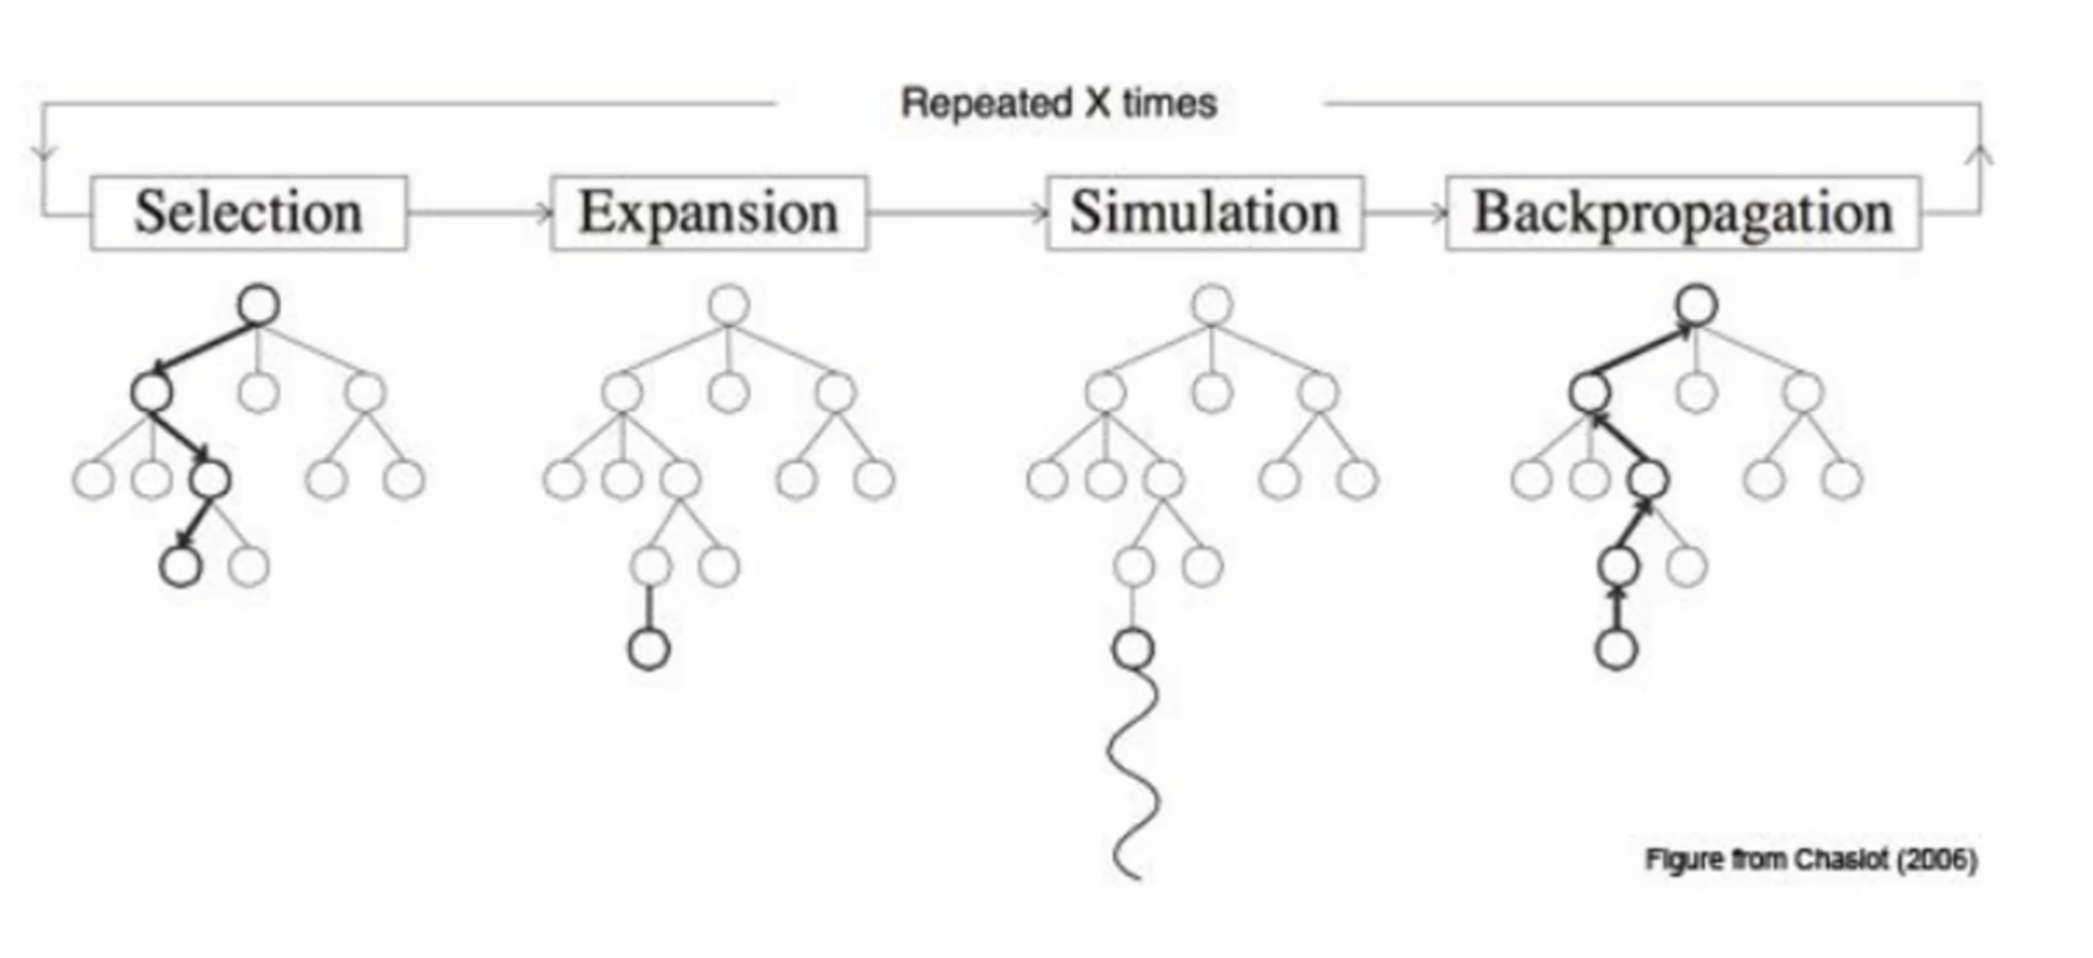 Repeated X times
Selection
Expansion
Simulation
Backpropagation
Figure from Chaslot (2006)